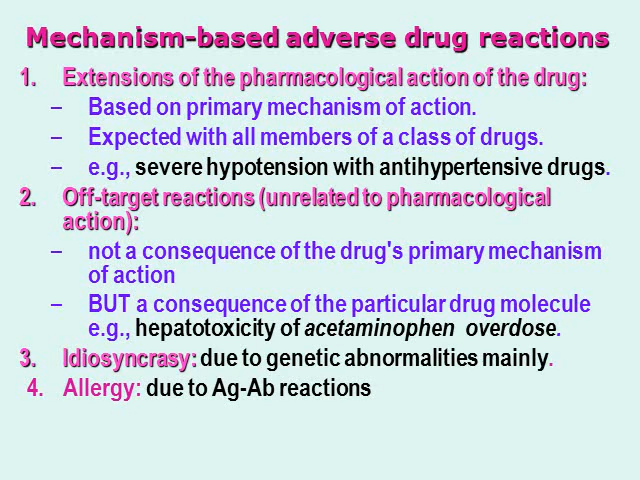 Mechanism-based adverse drug reactions
1. Extensions of the pharmacological action of the drug:
– Based on primary mechanism of action.
– Expected with all members of a class of drugs.
– e.g., severe hypotension with antihypertensive drugs.
2. Off-target reactions (unrelated to pharmacological
action):
– not a consequence of the drug's primary mechanism
of action
– BUT a consequence of the particular drug molecule
e.g., hepatotoxicity of acetaminophen overdose.
3. Idiosyncrasy: due to genetic abnormalities mainly.
4. Allergy: due to Ag-Ab reactions